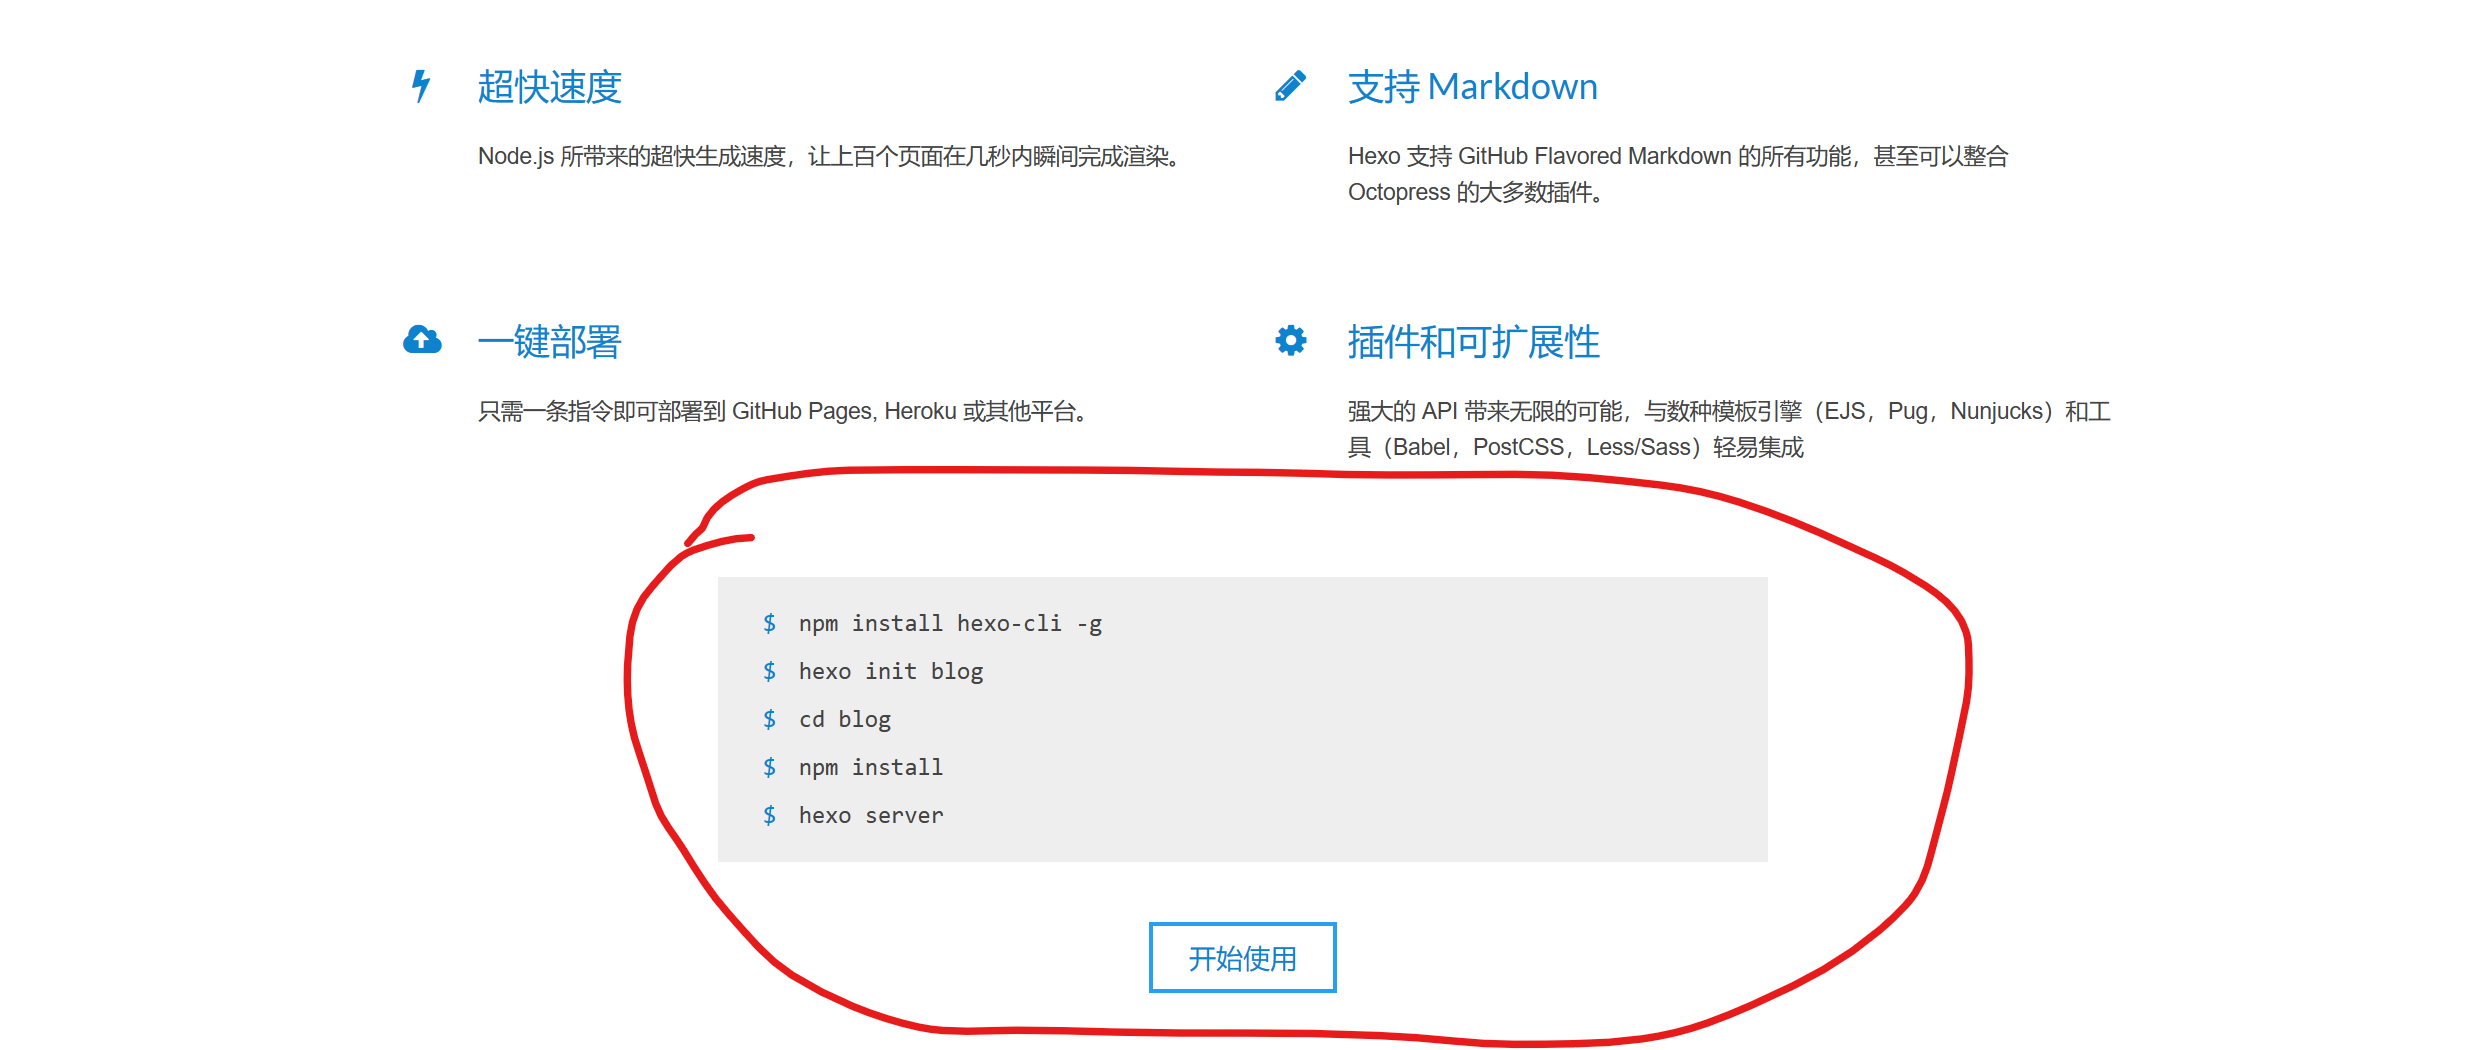 超快速度
Node.js 所带来的超快生成速度，让上百个页面在几秒内瞬间完成渲染。
支持 Markdown
Hexo 支持 GitHub Flavored Markdown 的所有功能，甚至可以整合
Octopress 的大多数插件。
一键部署
只需一条指令即可部署到 GitHub Pages, Heroku 或其他平台。
插件和可扩展性
强大的 API 带来无限的可能，与数种模板引擎（EJS，Pug，Nunjucks）和工
具（Babel，PostCSS，Less/Sass）轻易集成
$ npm install hexo-cli -g
$ hexo init blog
$ cd blog
$ npm install
$ hexo server
开始使用